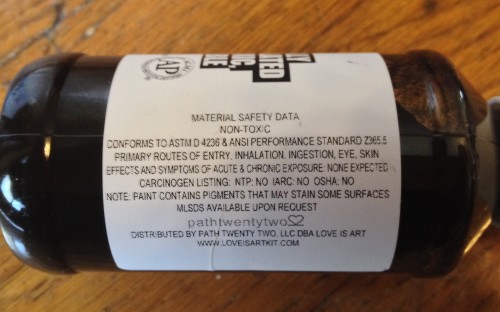 AP
MATERIAL SAFETY DATA
NON-TOXIC
CONFORMS TO ASTM D 4236 & ANSI PERFORMANCE STANDARD Z365.5
PRIMARY ROUTES OF ENTRY, INHALATION, INGESTION, EYE, SKIN
EFFECTS AND SYMPTOMS OF ACUTE & CHRONIC EXPOSURE: NONE EXPECTED
CARCINOGEN LISTING: NTP: NO IARC: NO OSHA: NO
NOTE: PAINT CONTAINS PIGMENTS THAT MAY STAIN SOME SURFACES
MLSDS AVAILABLE UPON REQUEST
pathtwentytwo22
DISTRIBUTED BY PATH TWENTY TWO, LLC DBA LOVE IS ART
WWW.LOVEISARTKIT.COM